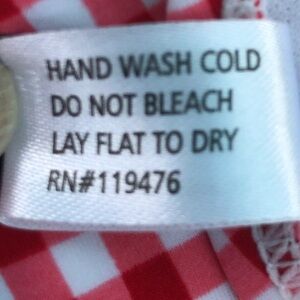 HAND WASH COLD
DO NOT BLEACH
LAY FLAT TO DRY
RN#119476